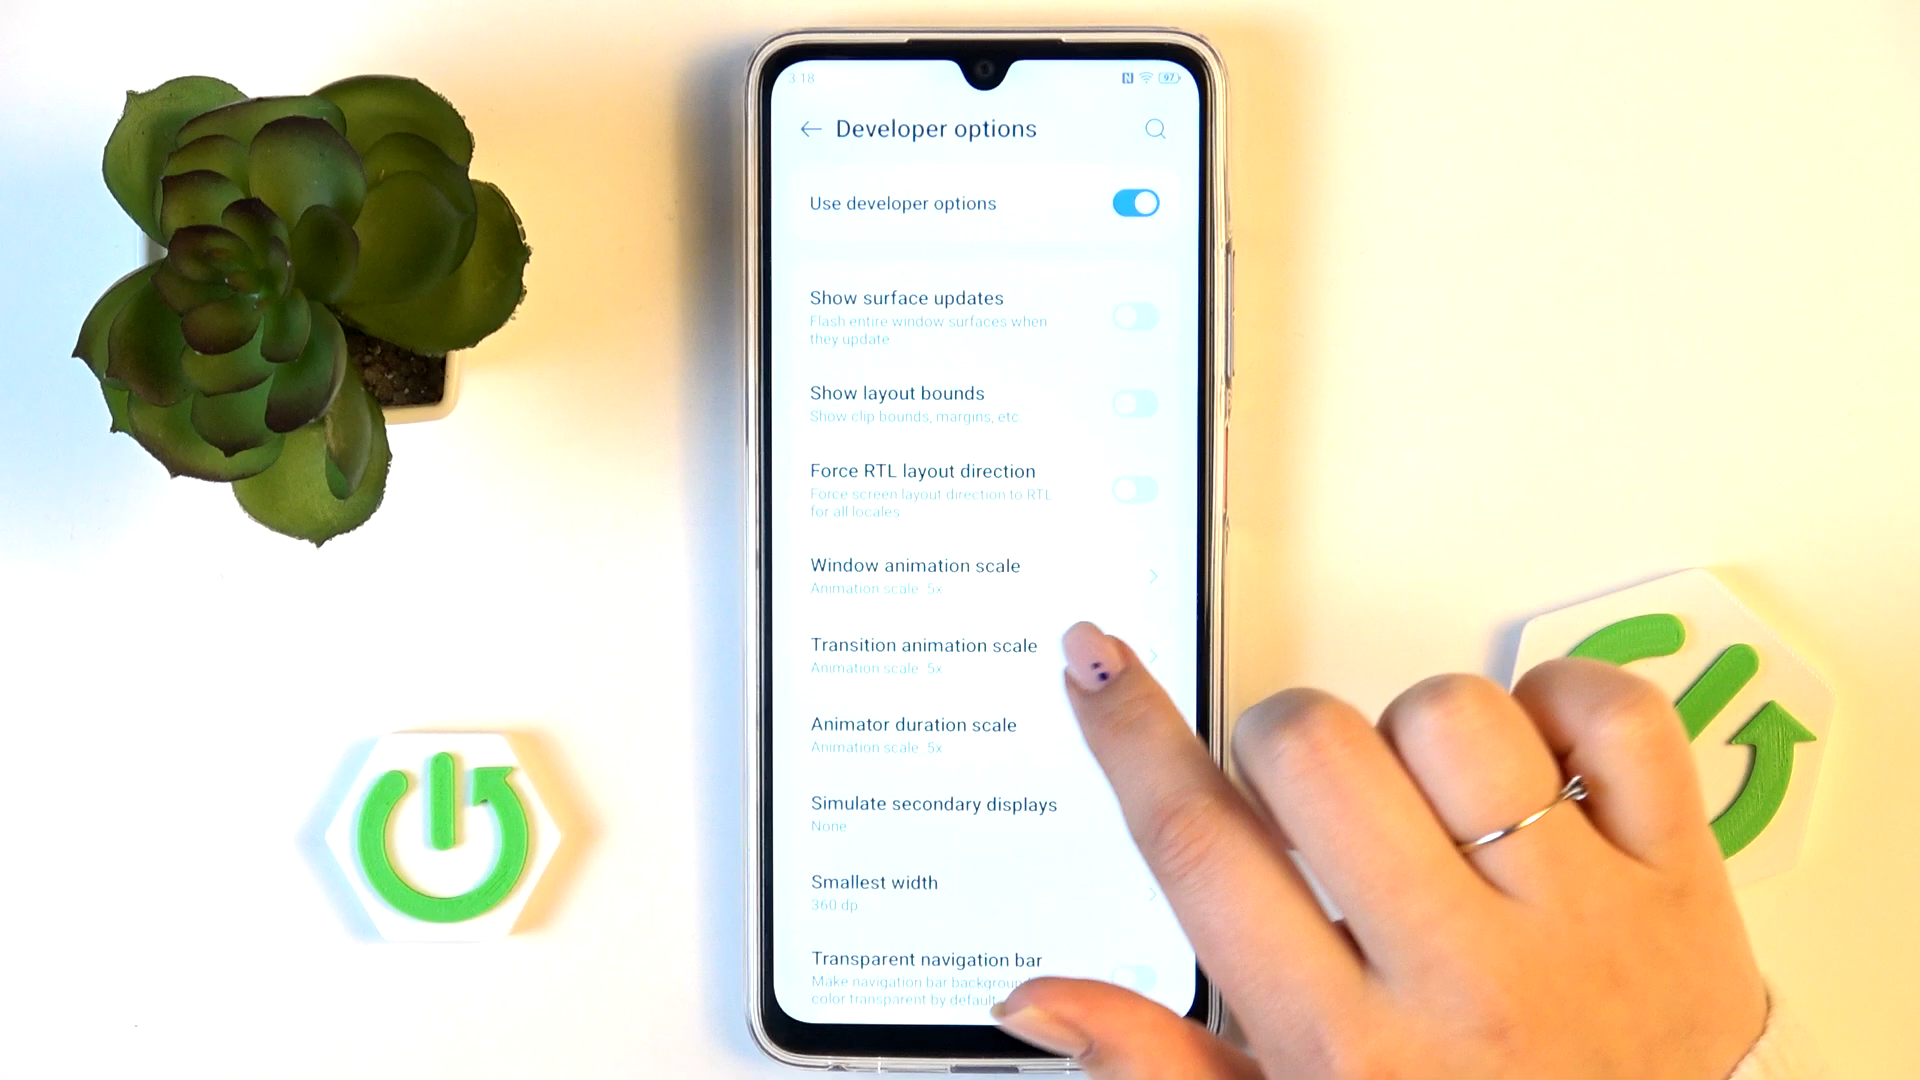 3 18
97
Developer options
Use developer options
Show surface updates
Flash entire window surfaces when
they update
Show layout bounds
Show clip bounds, margins, etc
Force RTL layout direction
Force screen layout direction to RTL
for all locales
Window animation scale
Animation scale 5x
Transition animation scale
Animation scale 5x
Animator duration scale
Animation scale 5x
Simulate secondary displays
None
Smallest width
360 dp
Transparent navigation bar
Make navigation bar background
color transparent by default